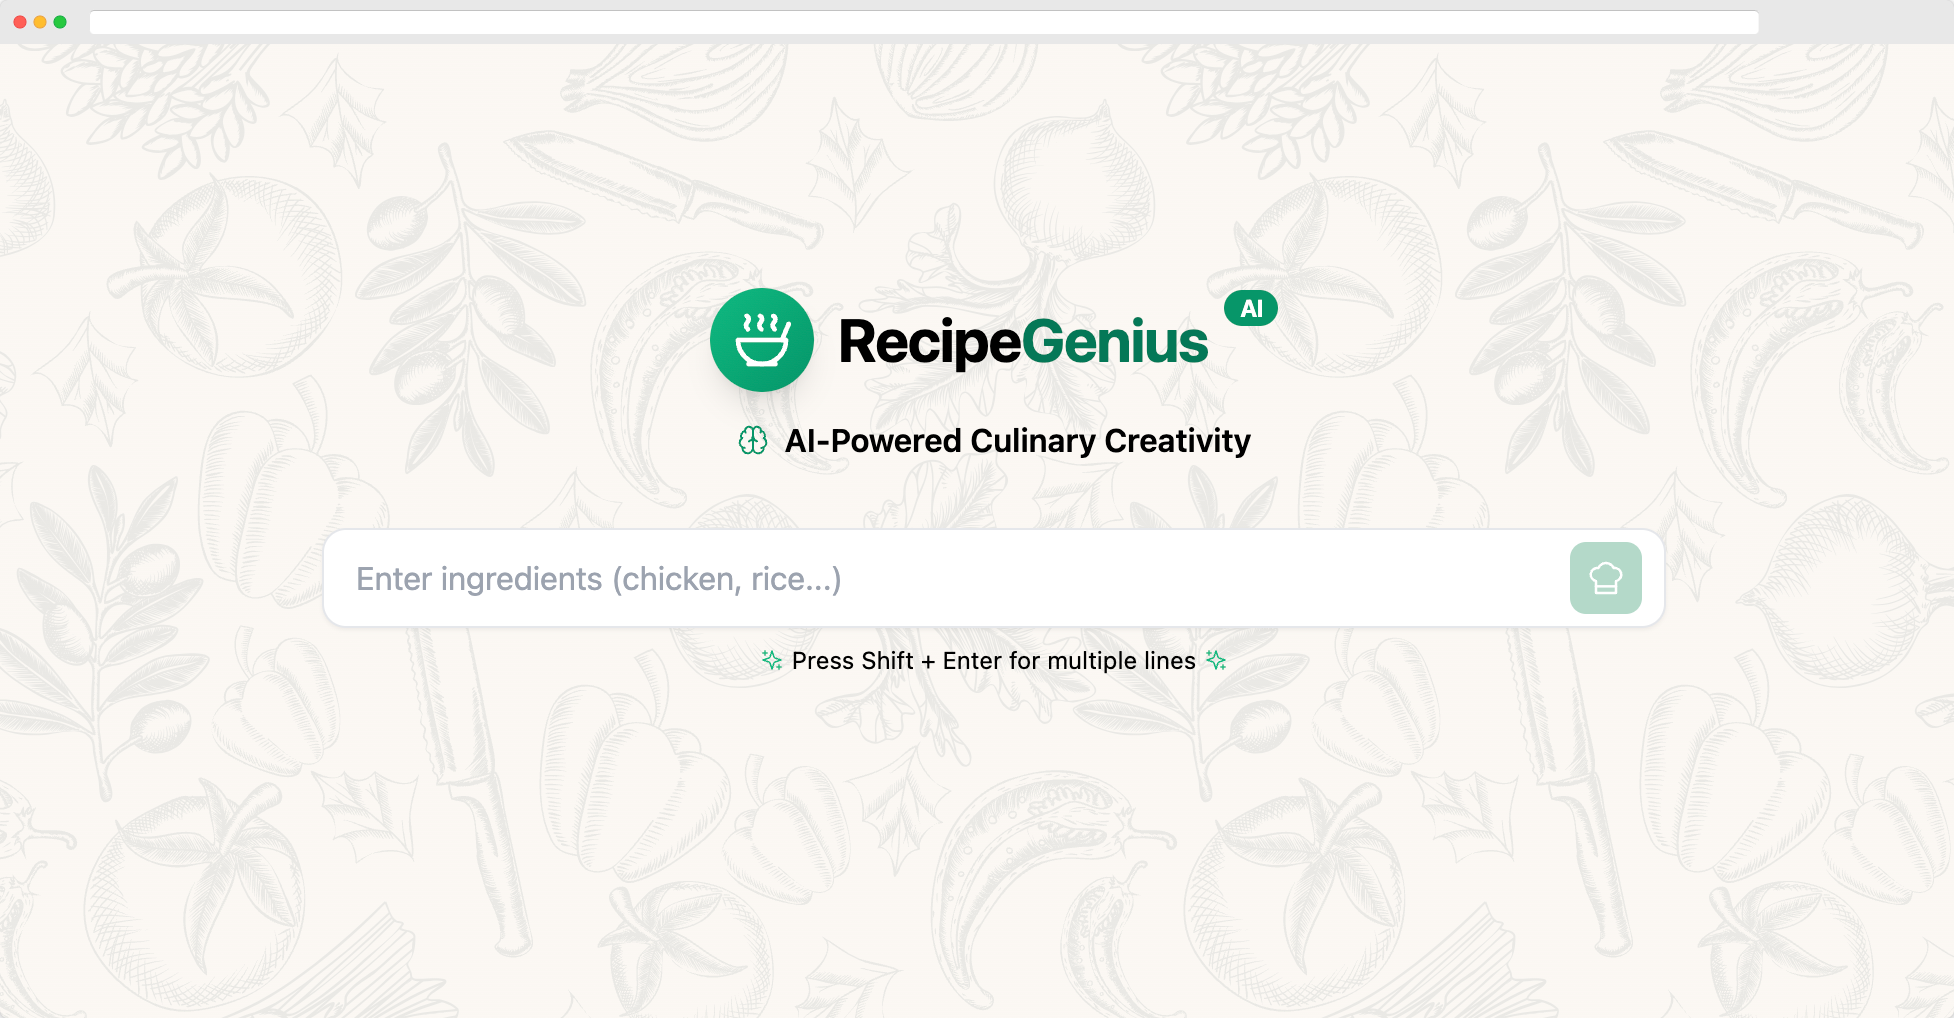 RecipeGenius AI
AI-Powered Culinary Creativity
Enter ingredients (chicken, rice...)
Press Shift + Enter for multiple lines